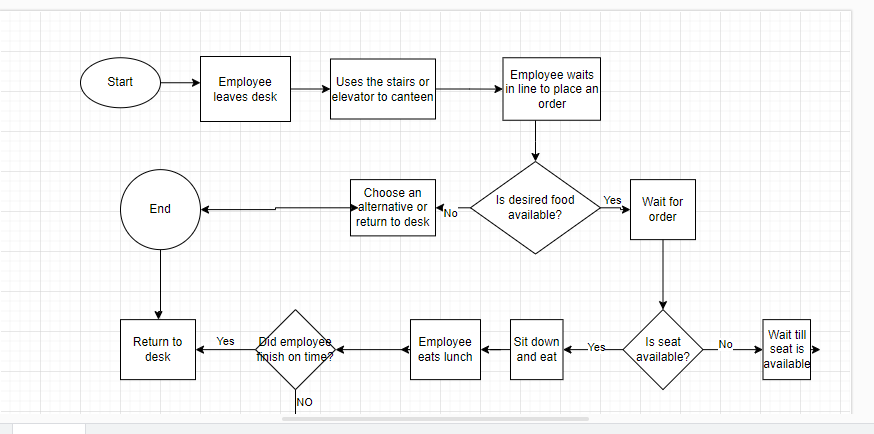 Start
Employee
leaves desk
Uses the stairs or
elevator to canteen
Employee waits
in line to place an
order
End
Choose an
alternative or
return to desk
No
Is desired food
available?
Yes
Wait for
order
Return to
desk
Yes
Did employee
finish on time?
Employee
eats lunch
Sit down
and eat
Yes
Is seat
available?
No
Wait till
seat is
available
NO